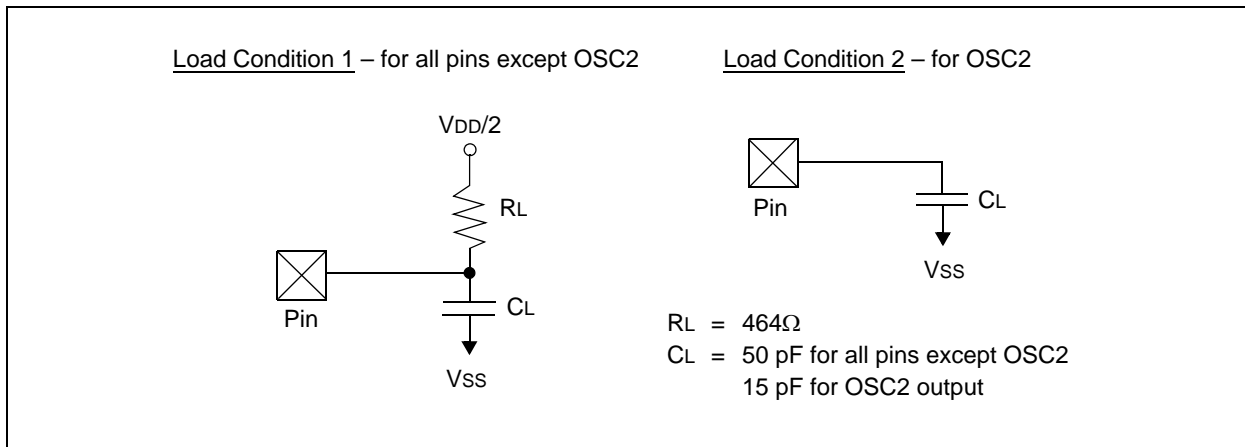 Load Condition 1 – for all pins except OSC2
VDD/2
RL
Pin
CL
VSS
Load Condition 2 – for OSC2
Pin
CL
VSS
RL = 464Ω
CL = 50 pF for all pins except OSC2
15 pF for OSC2 output